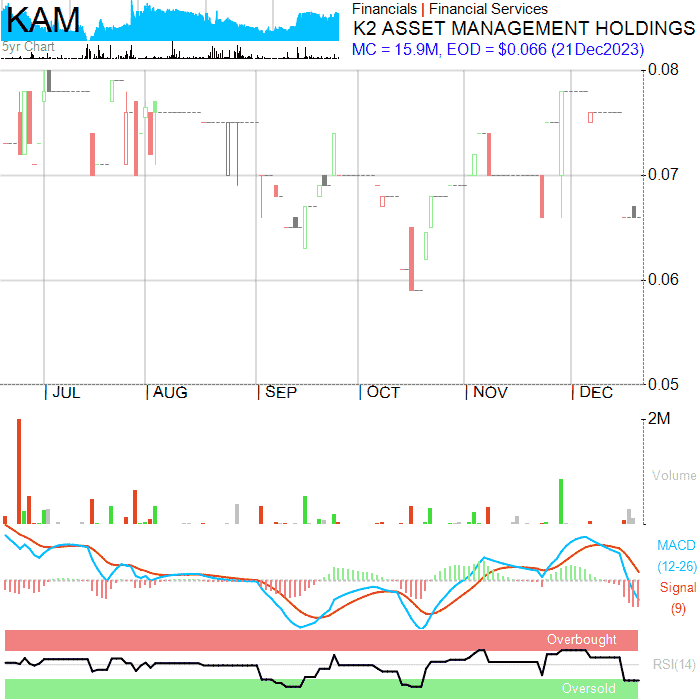 KAM
5yr Chart
Financials | Financial Services
K2 ASSET MANAGEMENT HOLDINGS
MC = 15.9M, EOD = $0.066 (21Dec2023)
0.08
0.07
0.06
0.05
JUL
AUG
SEP
OCT
NOV
DEC
2M
Volume
MACD
(12-26)
Signal
(9)
Overbought
RSI(14)
Oversold